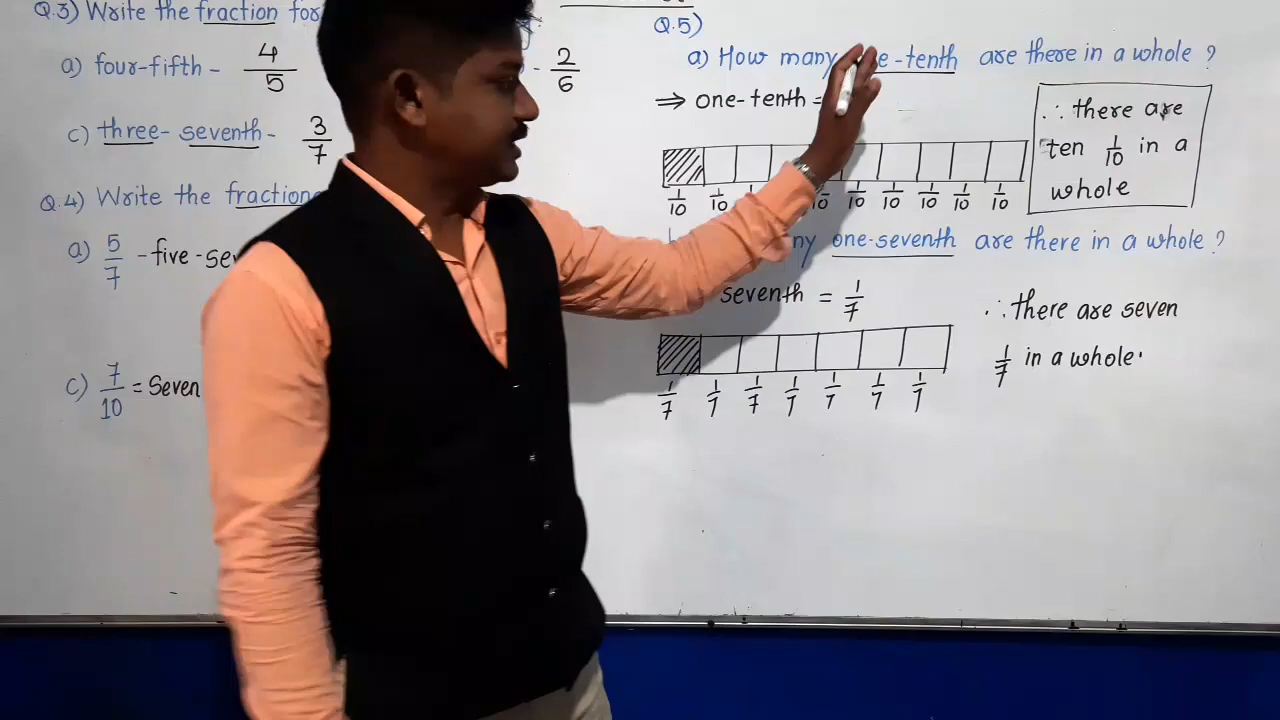 Q.3) Write the fraction for
a) four-fifth - 4/5
- 2/6
c) three-seventh - 3/7
Q.4) Write the fraction
a) 5/7 - five-sev
c) 7/10 = Seven
Q.5)
a) How many e-tenth are there in a whole ?
⇒ one-tenth =
1/10 1/10 1/10 1/10 1/10 1/10 1/10 1/10
∴ there are
ten 1/10 in a
whole
ny one-seventh are there in a whole ?
seventh = 1/7
1/7 1/7 1/7 1/7 1/7 1/7 1/7
∴ there are seven
1/7 in a whole.